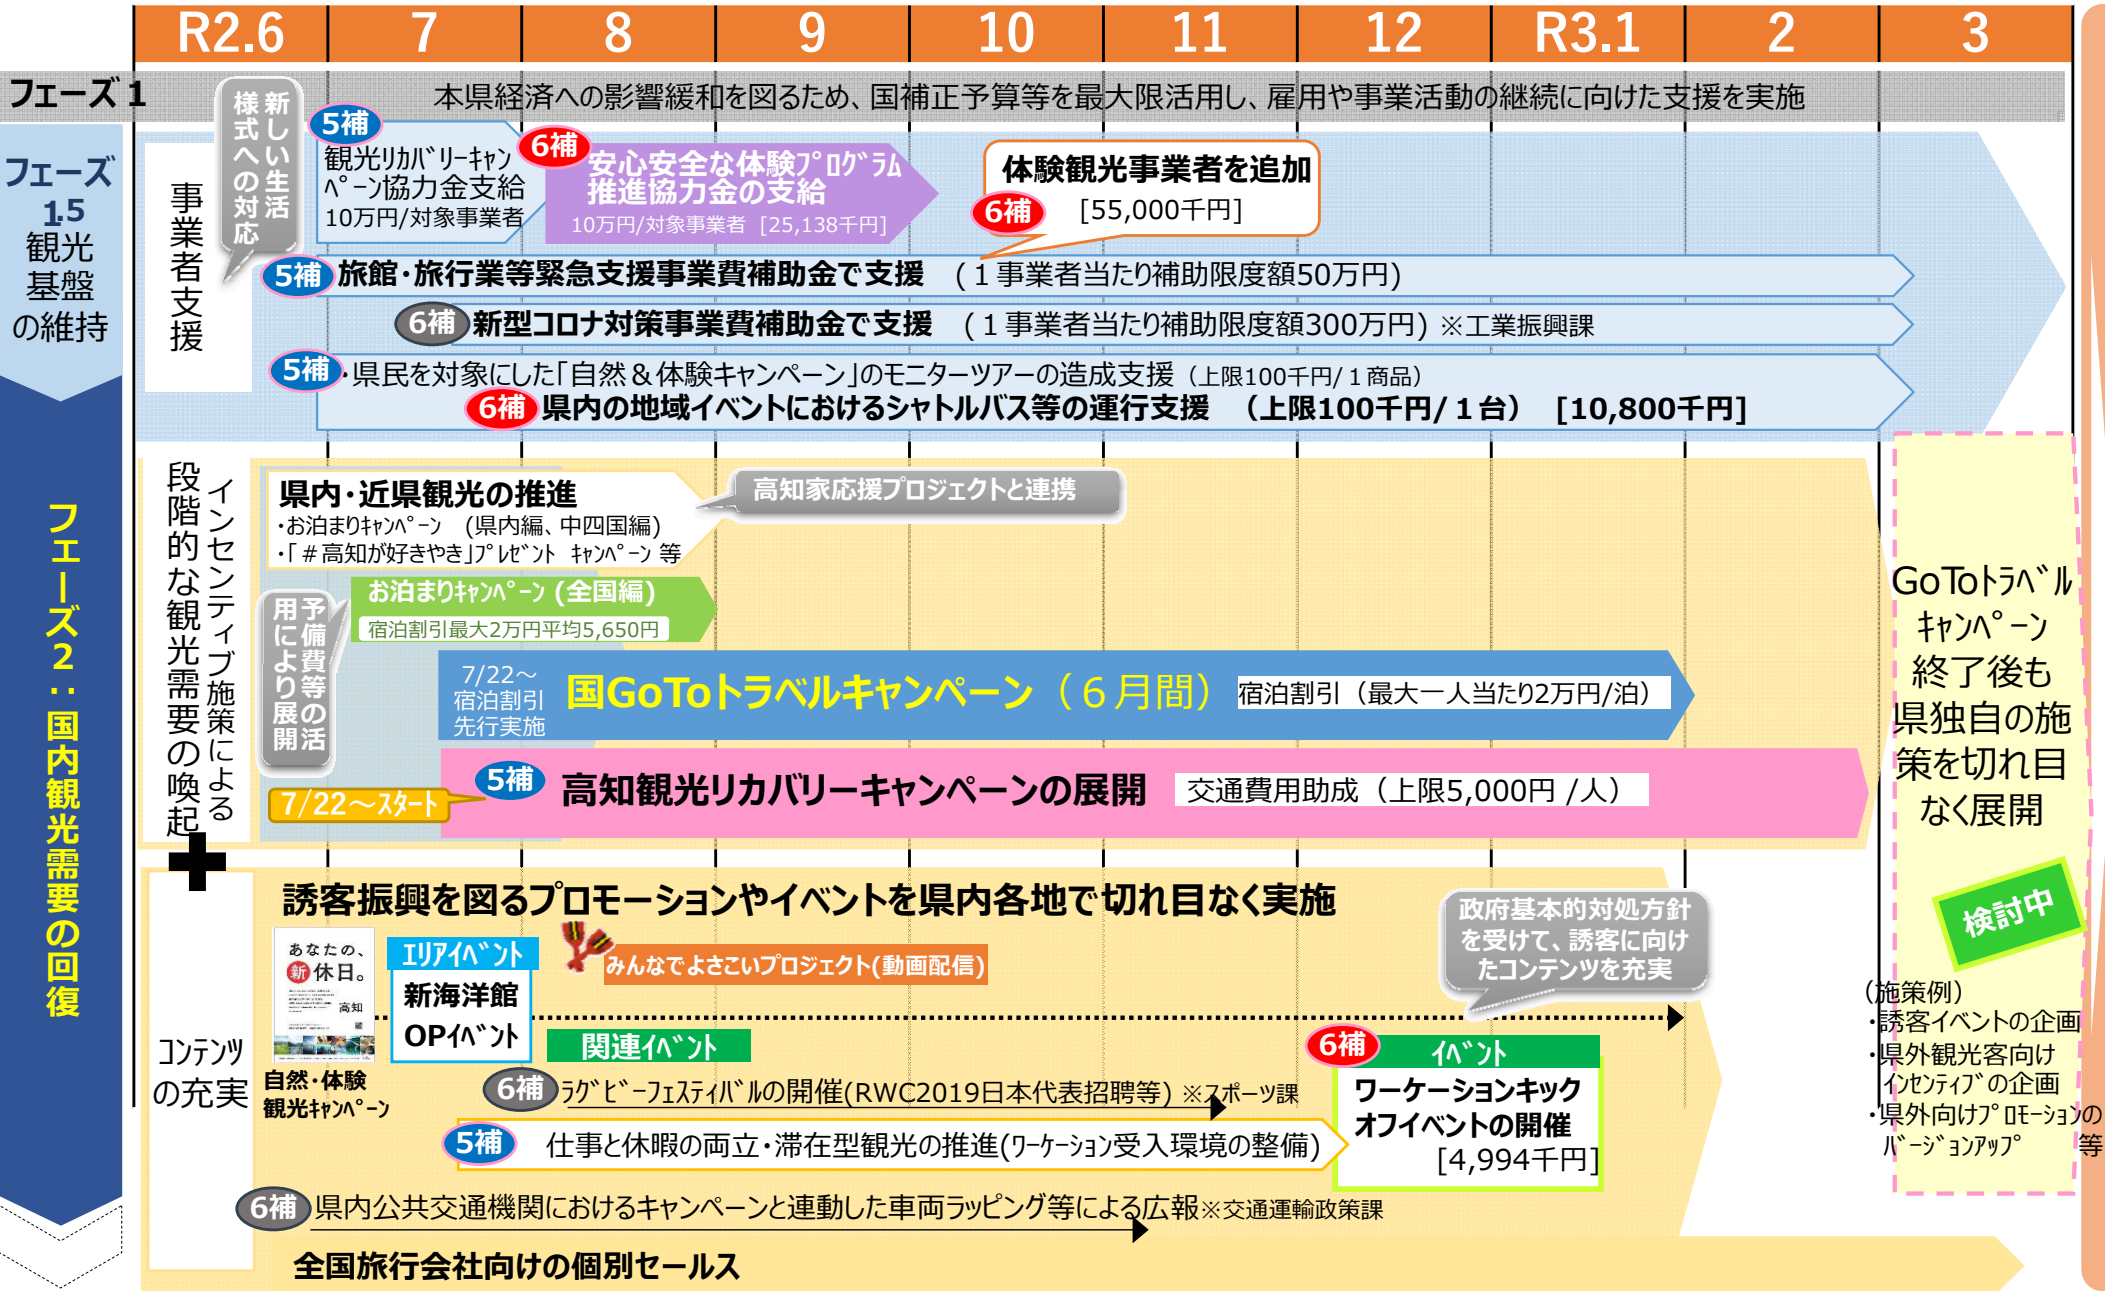 R2.6 7 8 9 10 11 12 R3.1 2 3
フェーズ1
本県経済への影響緩和を図るため、国補正予算等を最大限活用し、雇用や事業活動の継続に向けた支援を実施
フェーズ
1.5
観光
基盤
の維持
事業者支援
新しい生活
様式への対応
5補
観光リカバリーキャン
ペーン協力金支給
10万円/対象事業者
6補
安心安全な体験プログラム
推進協力金の支給
10万円/対象事業者 [25,138千円]
体験観光事業者を追加
6補 [55,000千円]
5補 旅館・旅行業等緊急支援事業費補助金で支援 (１事業者当たり補助限度額50万円)
6補 新型コロナ対策事業費補助金で支援 (１事業者当たり補助限度額300万円) ※工業振興課
5補 ・県民を対象にした「自然＆体験キャンペーン」のモニターツアーの造成支援（上限100千円/１商品）
6補 県内の地域イベントにおけるシャトルバス等の運行支援 （上限100千円/１台） [10,800千円]
フェーズ２：国内観光需要の回復
インセンティブ施策による
段階的な観光需要の喚起
県内・近県観光の推進
・お泊まりキャンペーン (県内編、中四国編)
・「＃高知が好きやき」プレゼント キャンペーン 等
高知家応援プロジェクトと連携
お泊まりキャンペーン (全国編)
宿泊割引最大2万円平均5,650円
予備費等の活
用により展開
7/22～
宿泊割引
先行実施
国GoToトラベルキャンペーン（６月間）
宿泊割引（最大一人当たり2万円/泊）
7/22～スタート
5補 高知観光リカバリーキャンペーンの展開
交通費用助成（上限5,000円 /人）
GoToトラベル
キャンペーン
終了後も
県独自の施
策を切れ目
なく展開
検討中
（施策例）
・誘客イベントの企画
・県外観光客向け
インセンティブの企画
・県外向けプロモーションの
バージョンアップ 等
コンテンツ
の充実
誘客振興を図るプロモーションやイベントを県内各地で切れ目なく実施
あなたの、
新休日。
高知
自然・体験
観光キャンペーン
エリアイベント
新海洋館
OPイベント
みんなでよさこいプロジェクト(動画配信)
政府基本的対処方針
を受けて、誘客に向け
たコンテンツを充実
関連イベント
6補 ラグビーフェスティバルの開催(RWC2019日本代表招聘等) ※スポーツ課
5補 仕事と休暇の両立・滞在型観光の推進(ワーケーション受入環境の整備)
6補 イベント
ワーケーションキック
オフイベントの開催
[4,994千円]
6補 県内公共交通機関におけるキャンペーンと連動した車両ラッピング等による広報※交通運輸政策課
全国旅行会社向けの個別セールス